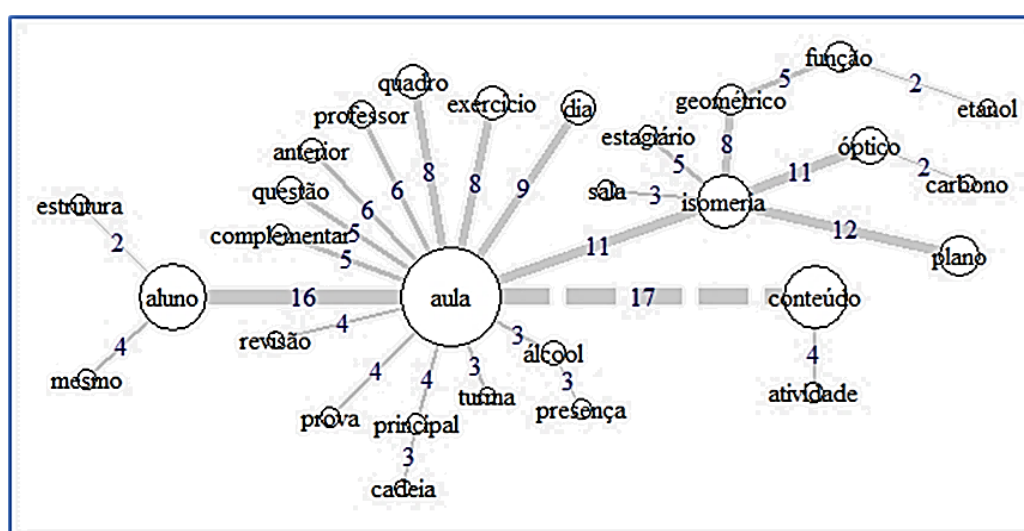 função
quadro
5
2
exercício
dia
geométrico
etanol
professor
estagiário
8
óptico
anterior
5
11
2
8
8
9
carbono
questão
6
sala
3
isomeria
estrutura
6
12
complementar
5
2
5
11
plano
aluno
16
aula
17
conteúdo
4
3
revisão
4
álcool
4
mesmo
4
4
3
3
atividade
turma
presença
prova
principal
3
cadeia